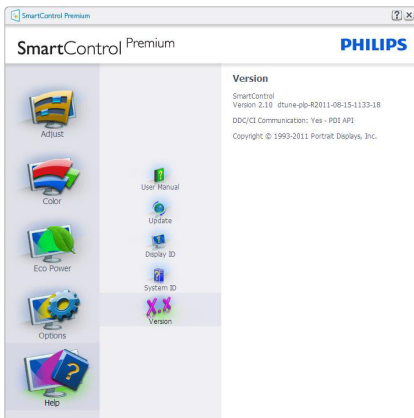 SmartControl Premium
SmartControl Premium
PHILIPS
Adjust
Color
Eco Power
Options
Help
User Manual
Update
Display ID
System ID
X.X
Version
Version
SmartControl
Version 2.10 dtune-plp-R2011-08-15-1133-18
DDC/CI Communication: Yes - PDI API
Copyright © 1993-2011 Portrait Displays, Inc.